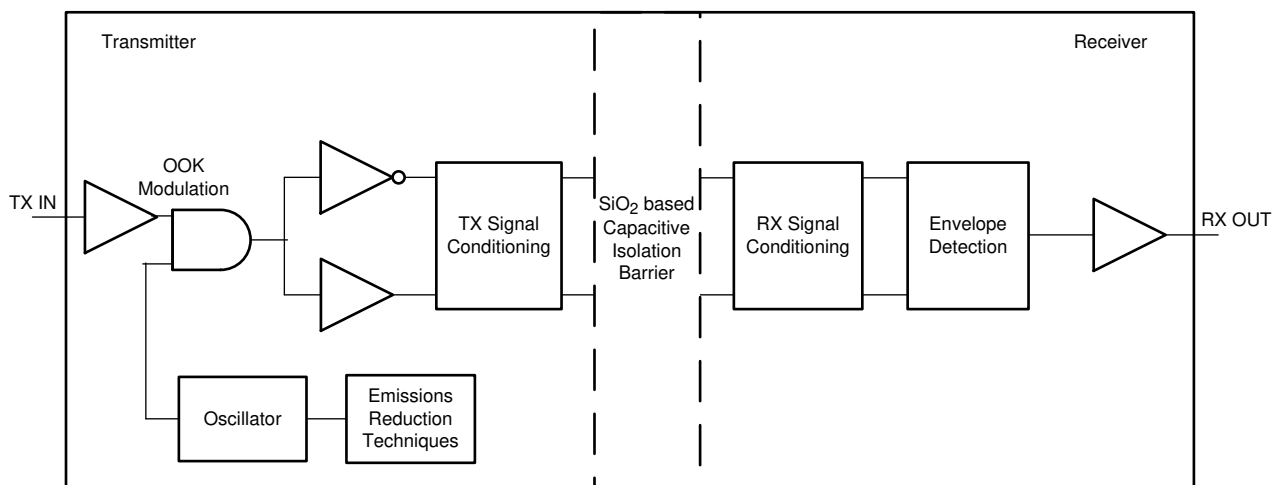 Transmitter
Receiver
OOK
Modulation
TX IN
TX Signal
Conditioning
SiO2 based
Capacitive
Isolation
Barrier
RX Signal
Conditioning
Envelope
Detection
RX OUT
Oscillator
Emissions
Reduction
Techniques